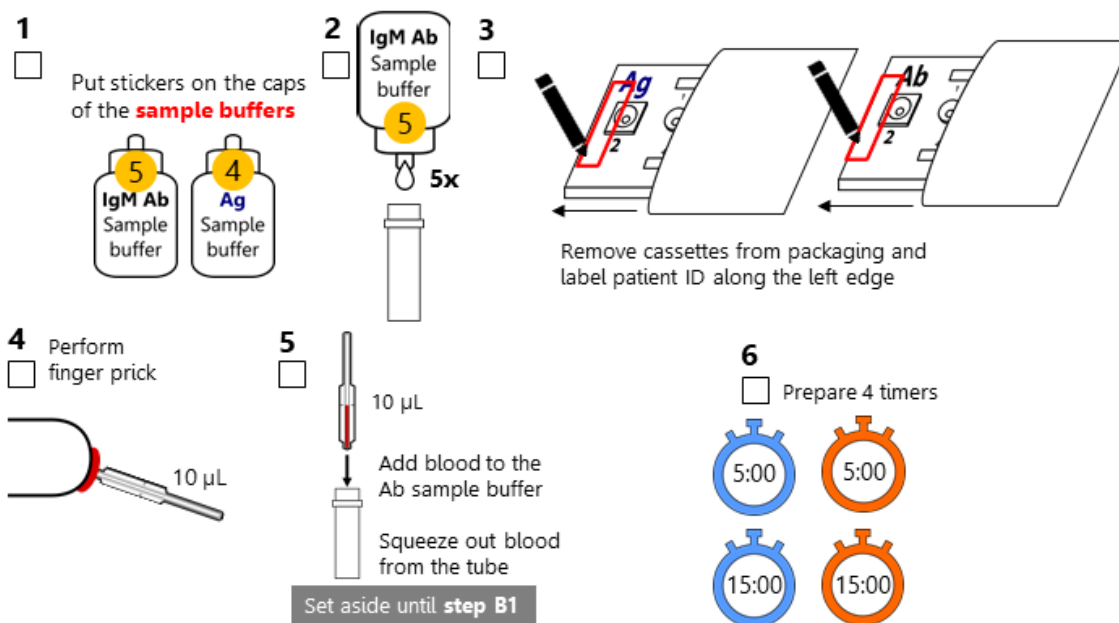 1
Put stickers on the caps
of the sample buffers
5
IgM Ab
Sample
buffer
4
Ag
Sample
buffer
2
IgM Ab
Sample
buffer
5
5x
3
Ag
2
Ab
2
Remove cassettes from packaging and
label patient ID along the left edge
4
Perform
finger prick
10 µL
5
10 µL
Add blood to the
Ab sample buffer
Squeeze out blood
from the tube
Set aside until step B1
6
Prepare 4 timers
5:00
5:00
15:00
15:00